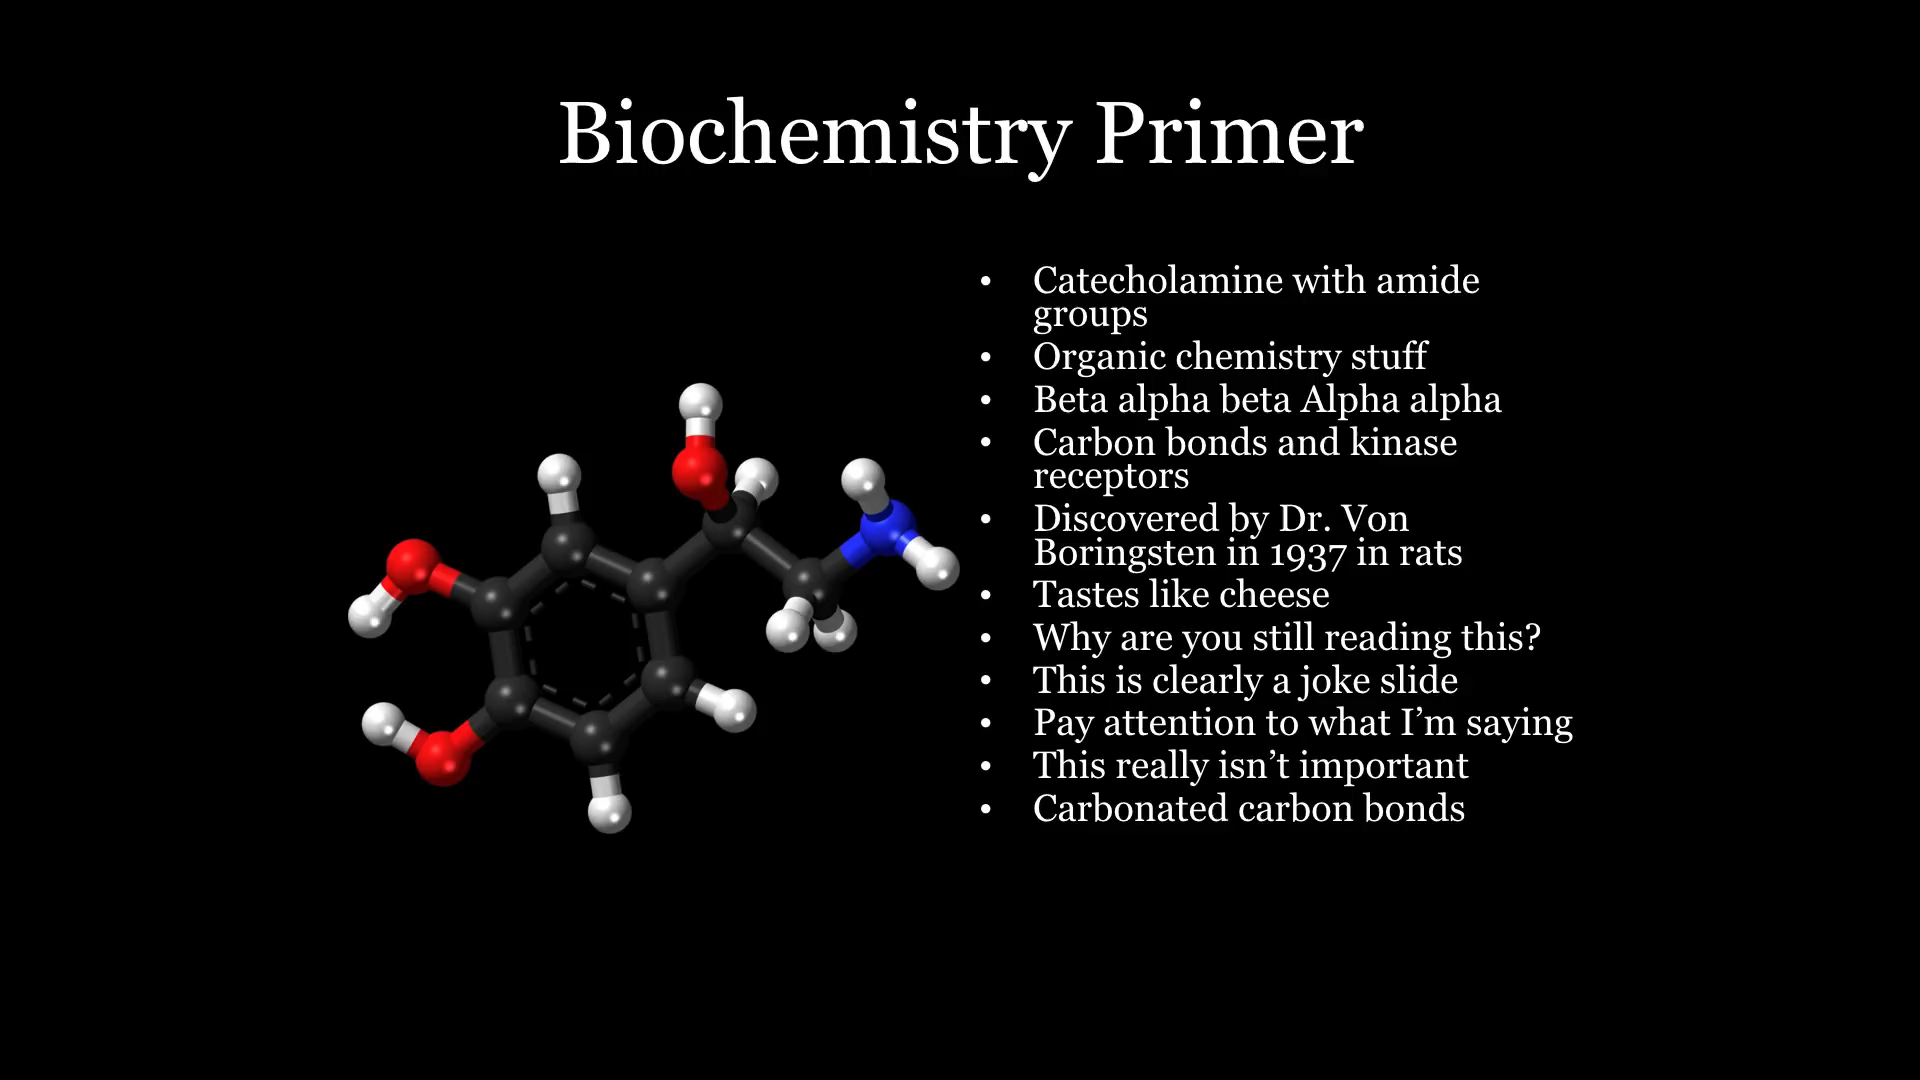 Biochemistry Primer
• Catecholamine with amide
groups
• Organic chemistry stuff
• Beta alpha beta Alpha alpha
• Carbon bonds and kinase
receptors
• Discovered by Dr. Von
Boringsten in 1937 in rats
• Tastes like cheese
• Why are you still reading this?
• This is clearly a joke slide
• Pay attention to what I’m saying
• This really isn’t important
• Carbonated carbon bonds